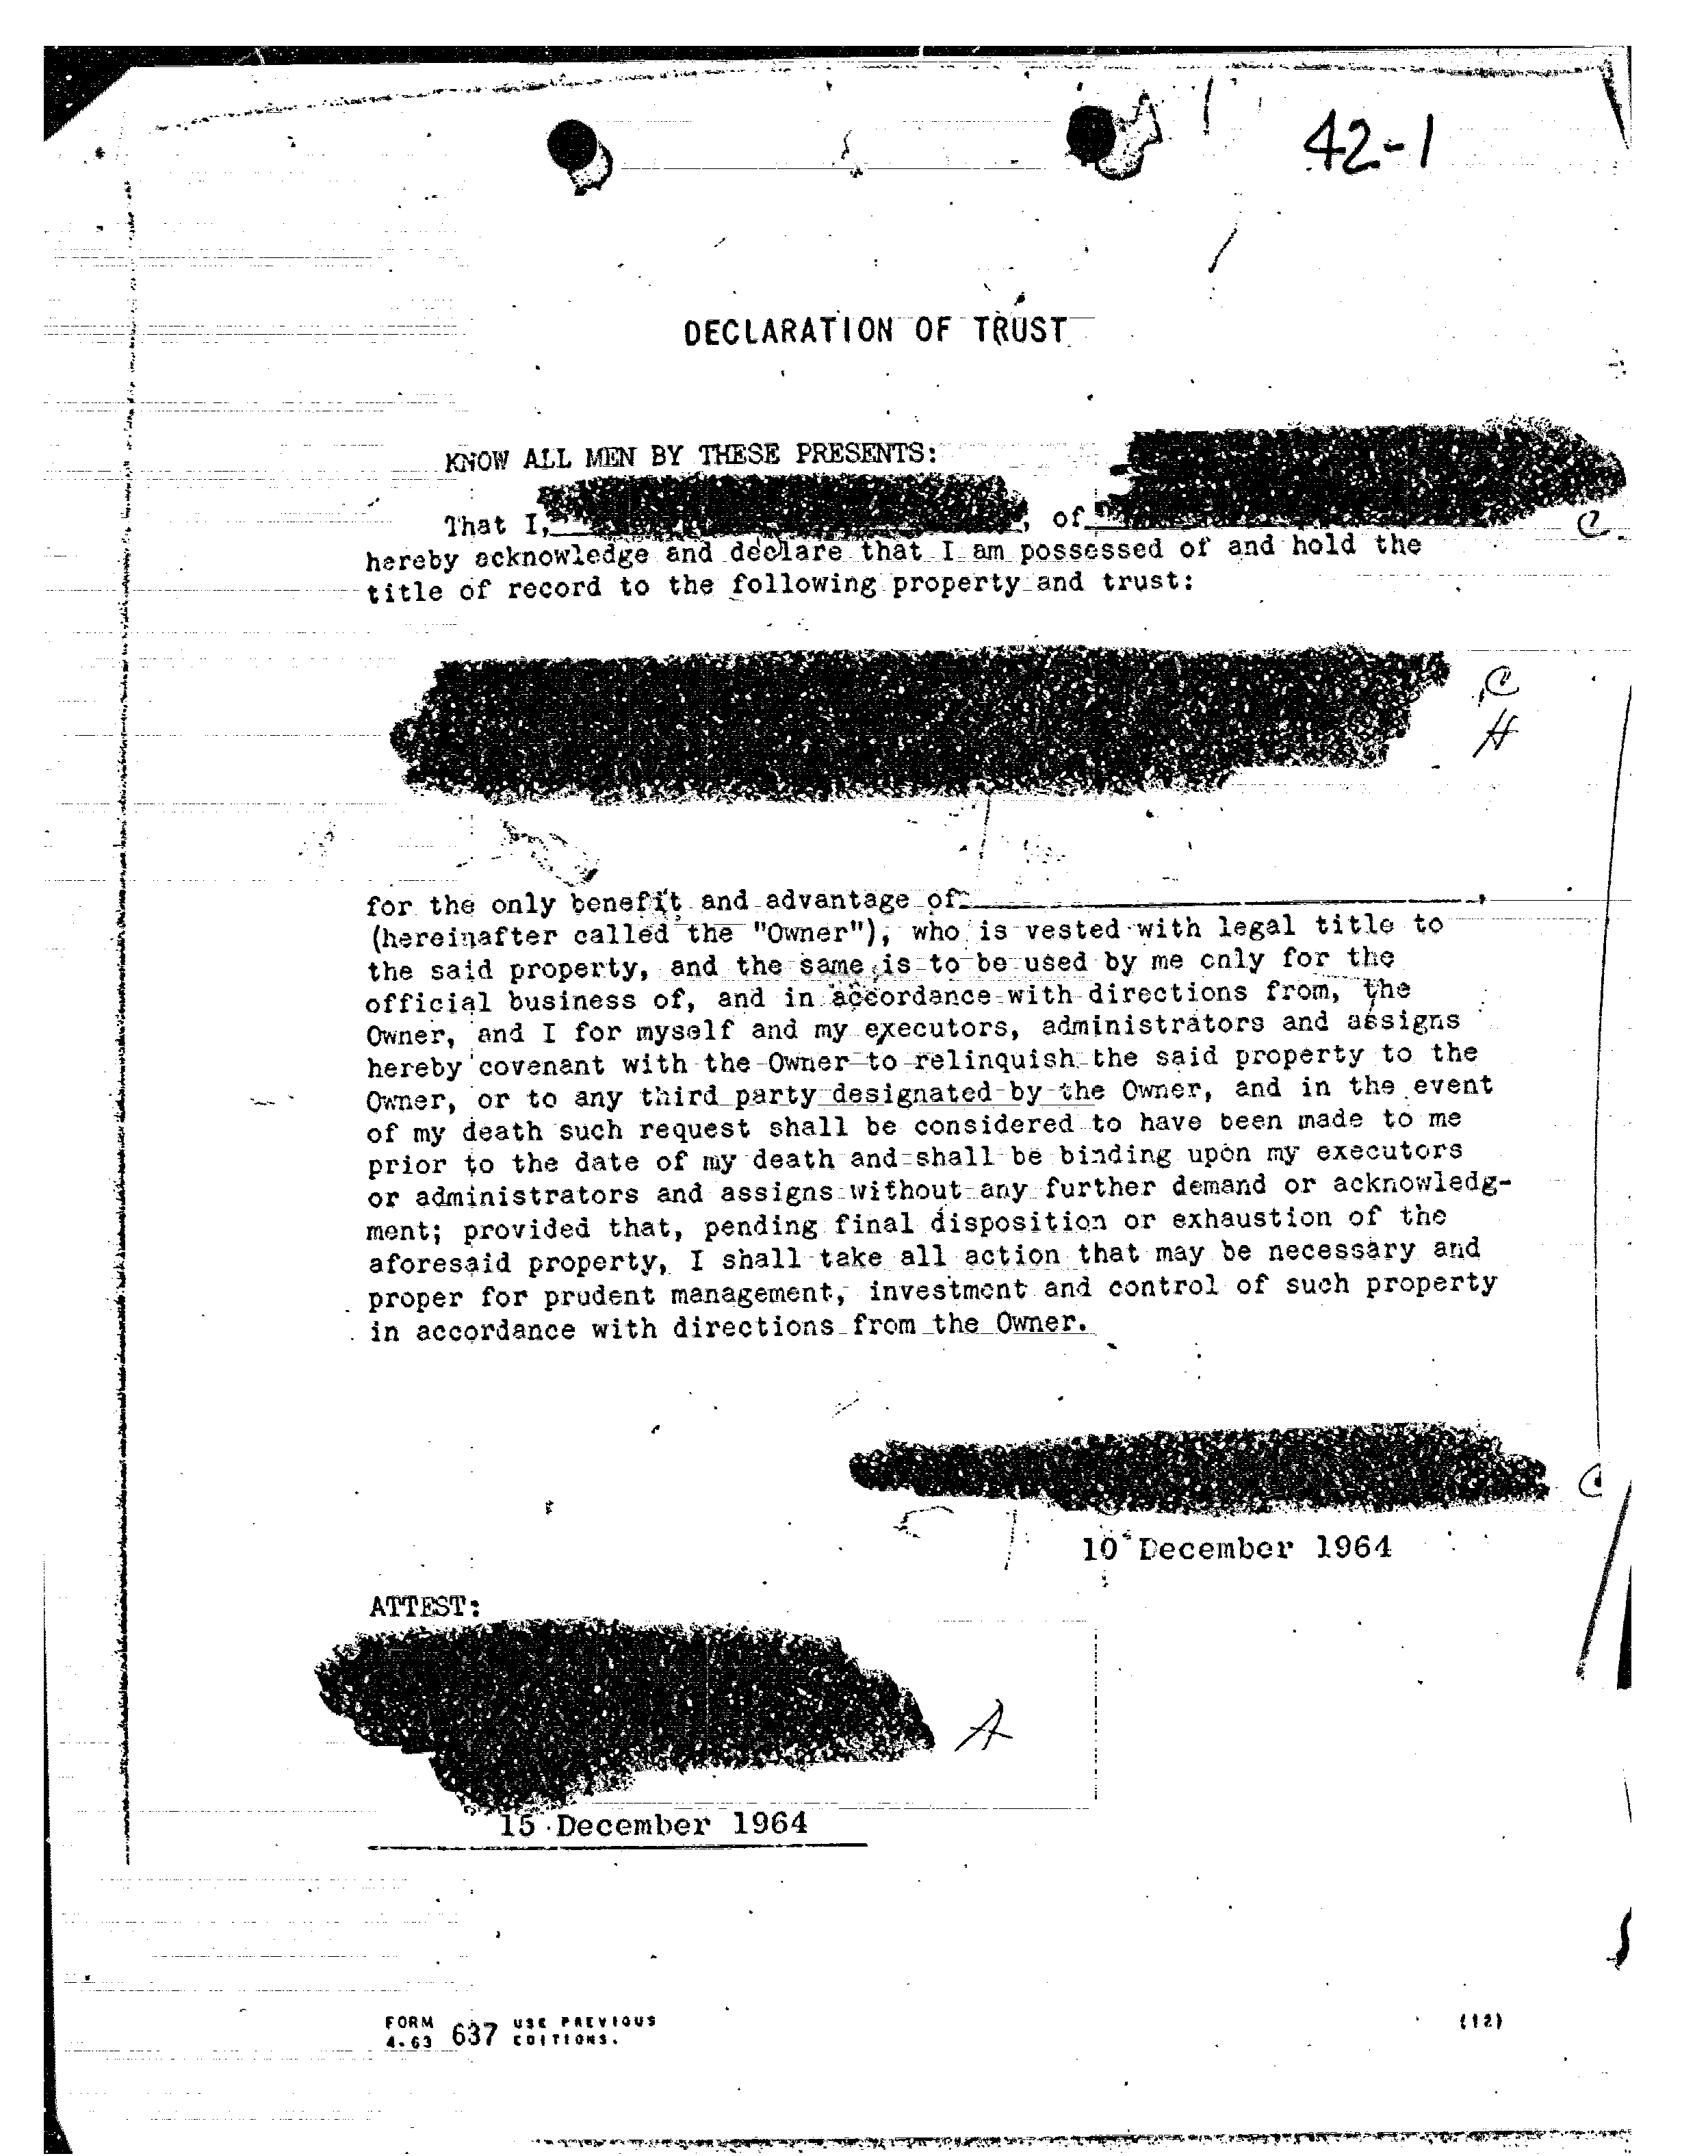 42-1
DECLARATION OF TRUST
KNOW ALL MEN BY THESE PRESENTS:
That I, , of
C
hereby acknowledge and declare that I am possessed of and hold the
title of record to the following property and trust:
C
H
for the only benefit and advantage of ,
(hereinafter called the "Owner"), who is vested with legal title to
the said property, and the same is to be used by me only for the
official business of, and in accordance with directions from, the
Owner, and I for myself and my executors, administrators and assigns
hereby covenant with the Owner to relinquish the said property to the
Owner, or to any third party designated by the Owner, and in the event
of my death such request shall be considered to have been made to me
prior to the date of my death and shall be binding upon my executors
or administrators and assigns without any further demand or acknowledg-
ment; provided that, pending final disposition or exhaustion of the
aforesaid property, I shall take all action that may be necessary and
proper for prudent management, investment and control of such property
in accordance with directions from the Owner.
C
10 December 1964
ATTEST:
A
15 December 1964
FORM 637 USE PREVIOUS
4-63 EDITIONS.
(12)